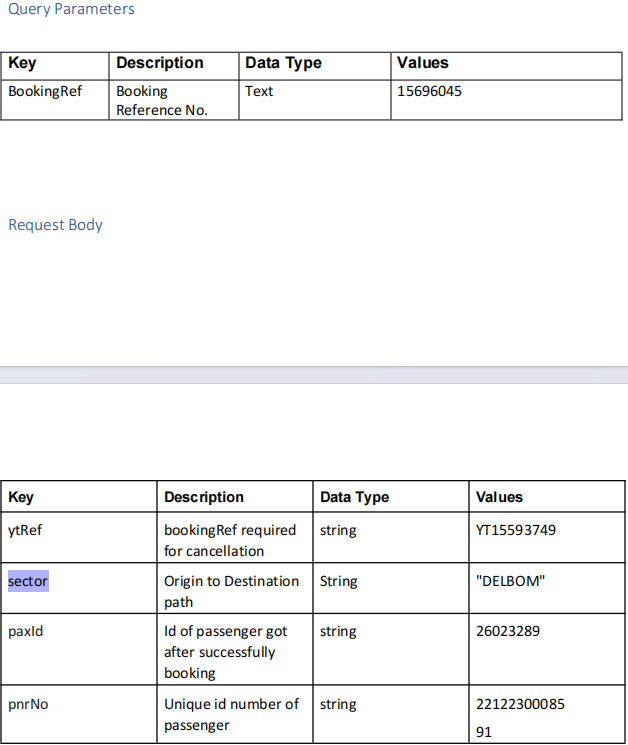 Query Parameters
Key Description Data Type Values
BookingRef Booking Text 15696045
Reference No.
Request Body
Key Description Data Type Values
ytRef bookingRef required string YT15593749
for cancellation
sector Origin to Destination String "DELBOM"
path
paxId Id of passenger got string 26023289
after successfully
booking
pnrNo Unique id number of string 22122300085
passenger
91